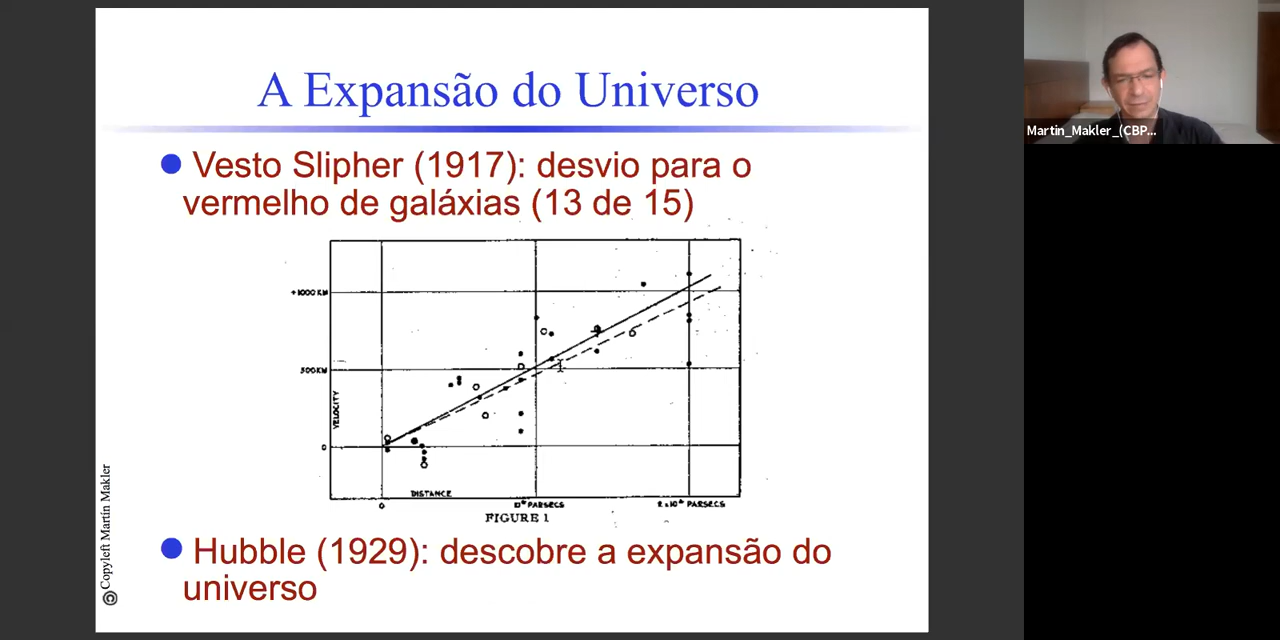 A Expansão do Universo
Vesto Slipher (1917): desvio para o
vermelho de galáxias (13 de 15)
+1000 KM
500 KM
VELOCITY
0
DISTANCE
0
10⁶ PARSECS
2 x 10⁶ PARSECS
FIGURE 1
Hubble (1929): descobre a expansão do
universo
© Copyleft Martin Makler
Martin_Makler_(CBP...